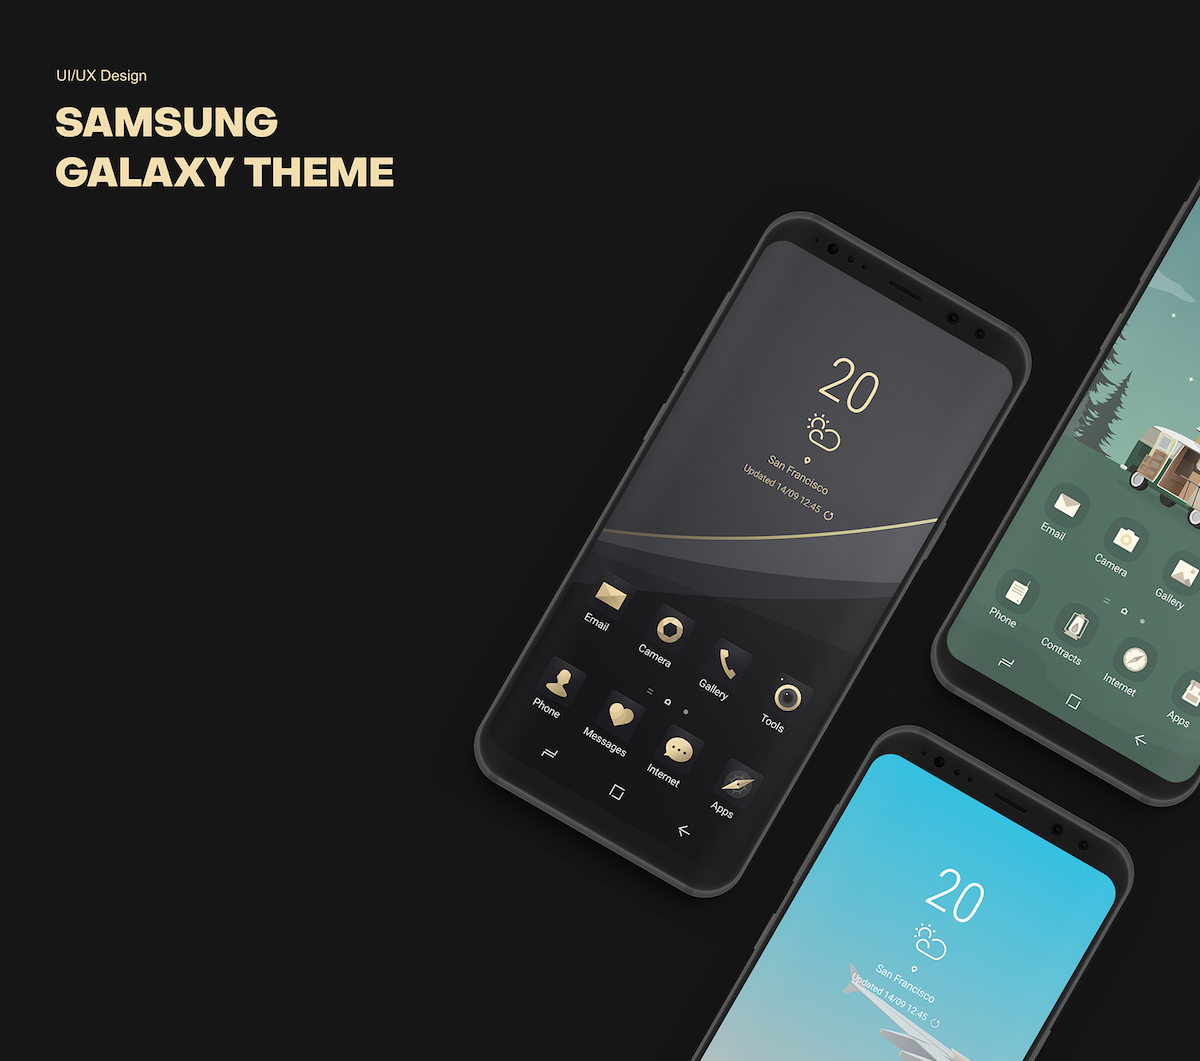 UI/UX Design
SAMSUNG
GALAXY THEME
20
San Francisco
Updated 14/09 12:45
Email
Camera
Gallery
Tools
Phone
Messages
Internet
Apps
Email
Camera
Gallery
Phone
Contracts
Internet
Apps
20
San Francisco
Updated 14/09 12:45